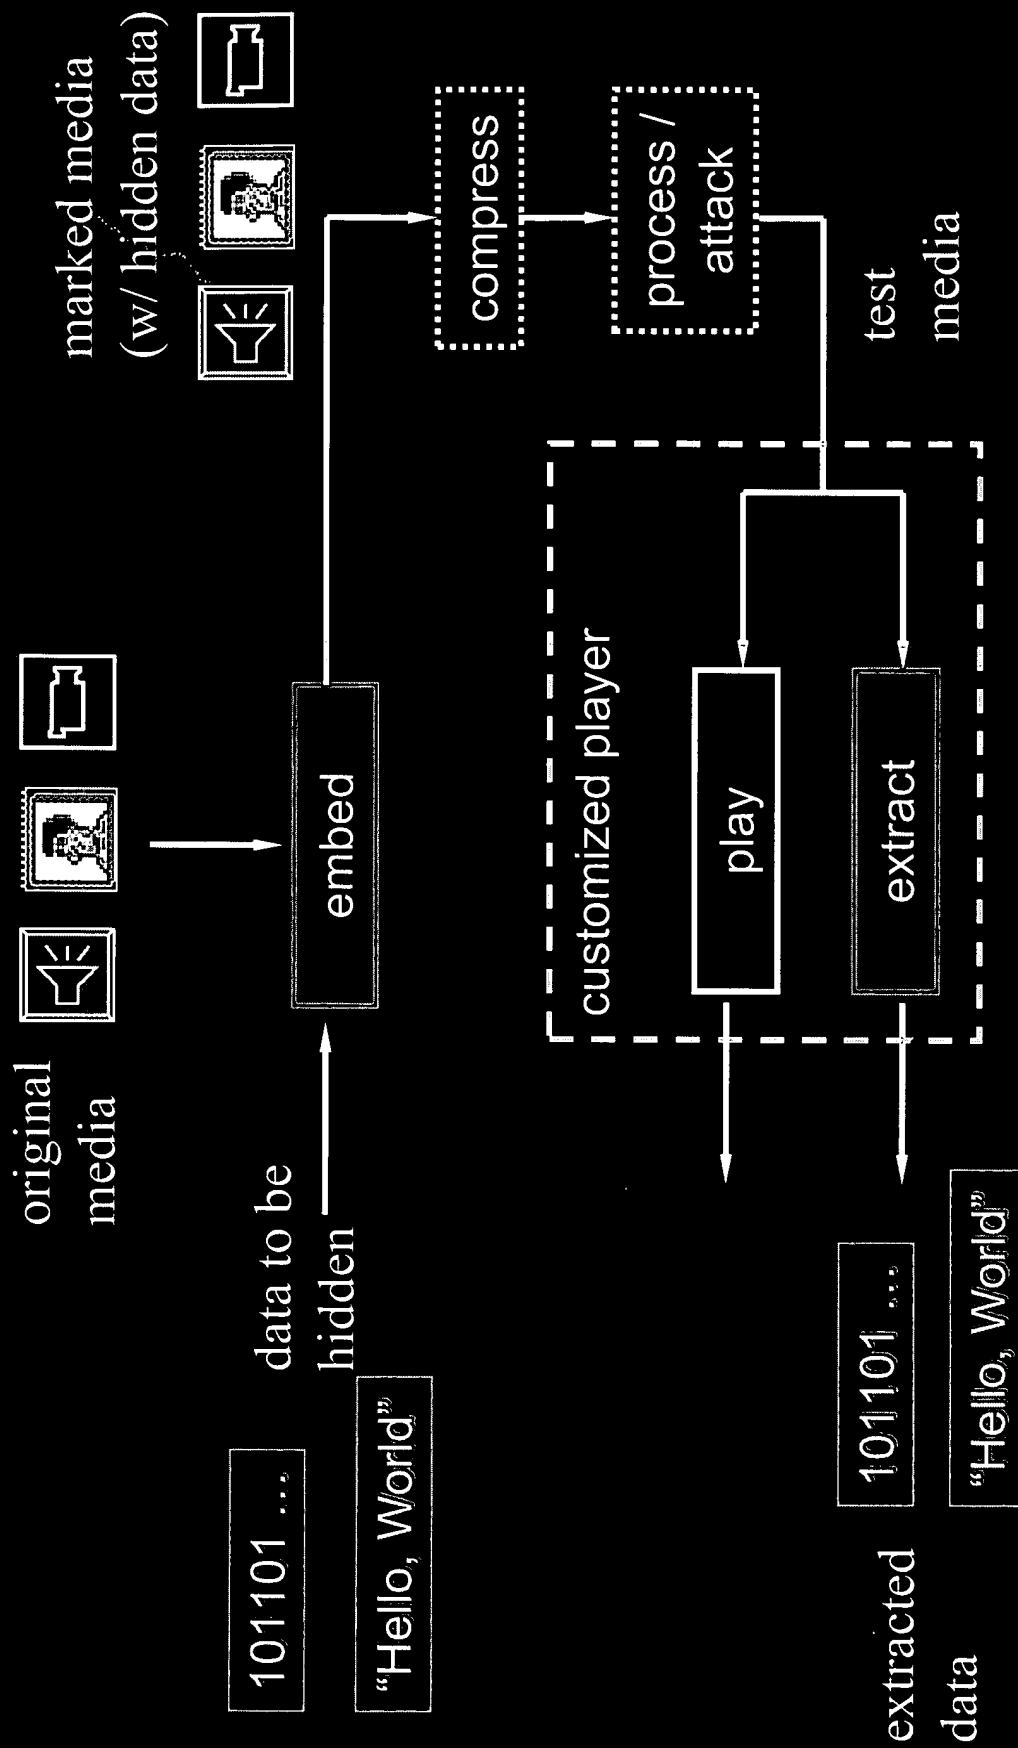 original
media
marked media
(w/ hidden data)
101101 ...
“Hello, World”
data to be
hidden
embed
compress
process /
attack
test
media
customized player
play
extract
extracted
data
101101 ...
“Hello, World”